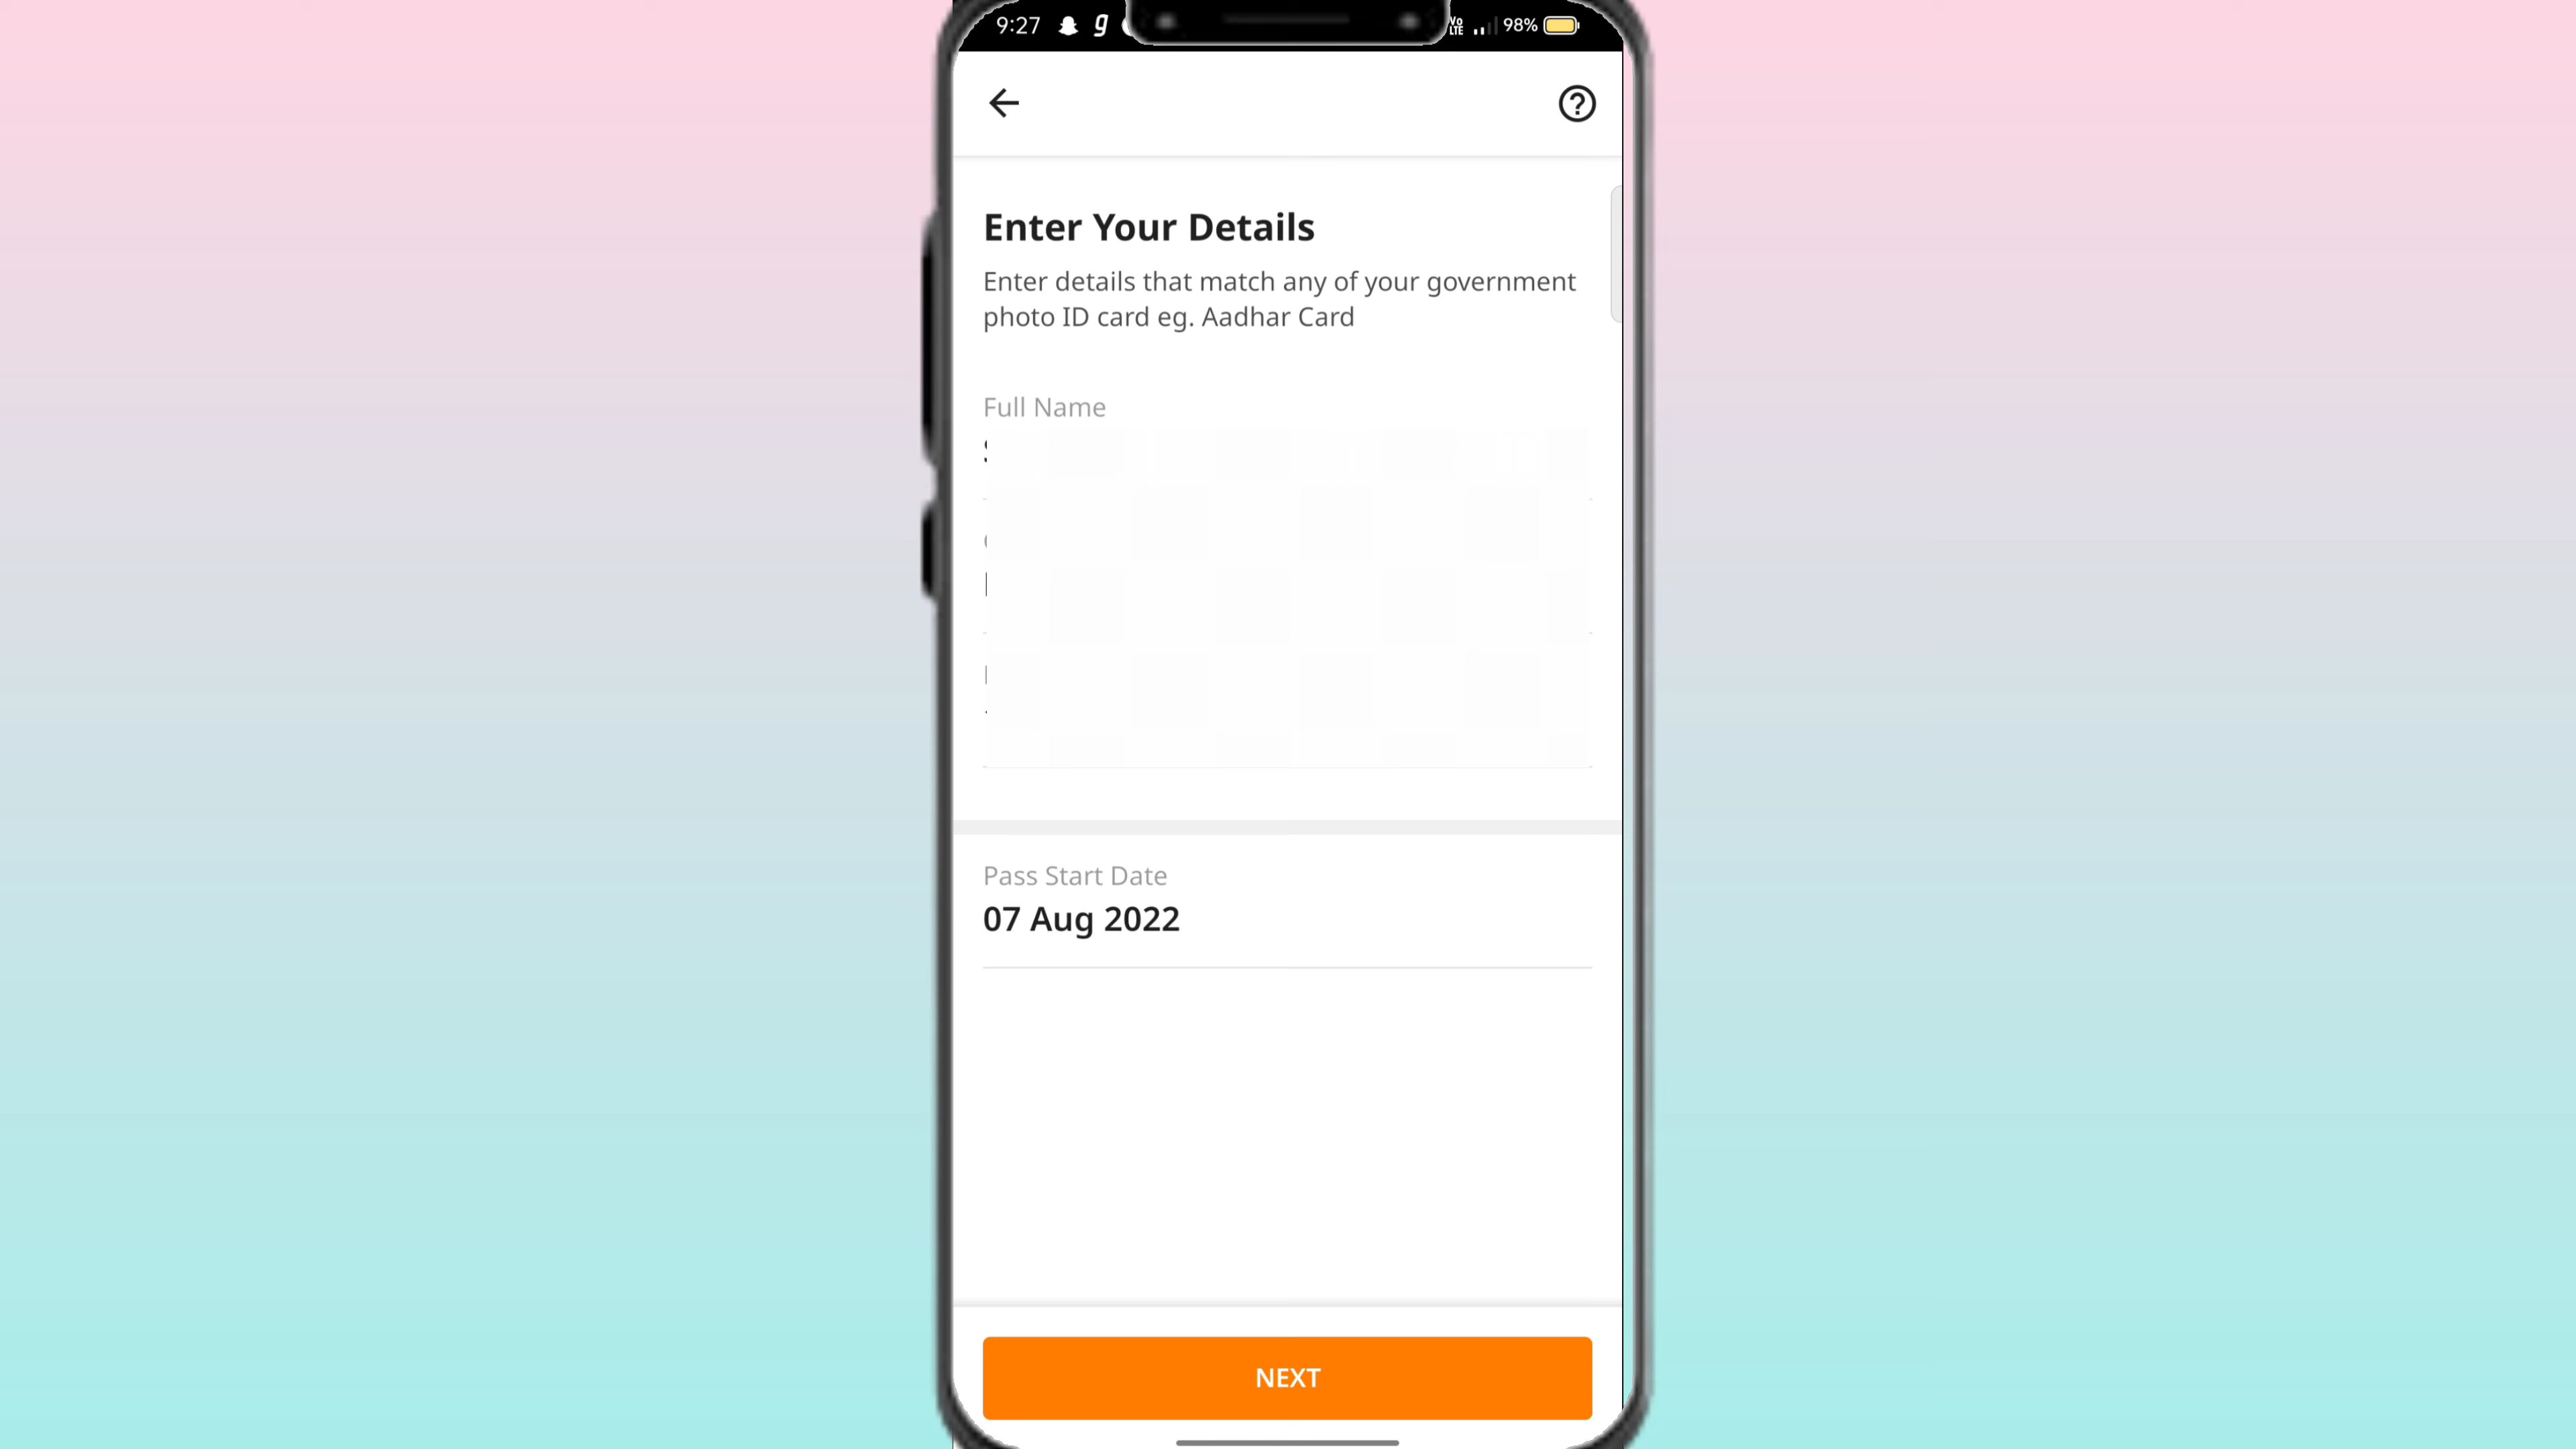 9:27
98%
Enter Your Details
Enter details that match any of your government
photo ID card eg. Aadhar Card
Full Name
Pass Start Date
07 Aug 2022
NEXT